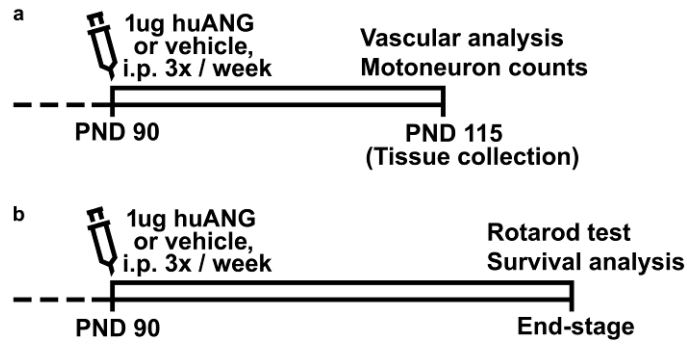 a
1ug huANG
or vehicle,
i.p. 3x / week
Vascular analysis
Motoneuron counts
PND 90
PND 115
(Tissue collection)
b
1ug huANG
or vehicle,
i.p. 3x / week
Rotarod test
Survival analysis
PND 90
End-stage